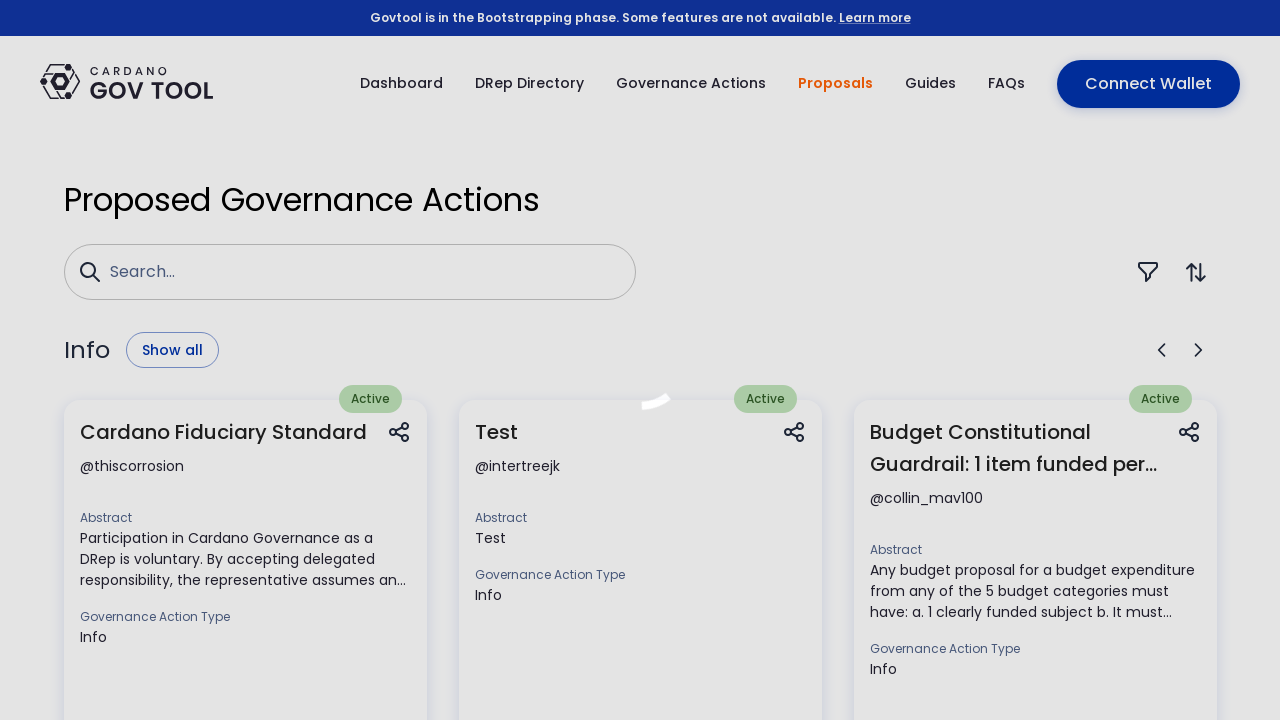 Govtool is in the Bootstrapping phase. Some features are not available. Learn more
CARDANO
GOV TOOL
Dashboard
DRep Directory
Governance Actions
Proposals
Guides
FAQs
Connect Wallet
Proposed Governance Actions
Search...
Info
Show all
Active
Cardano Fiduciary Standard
@thiscorrosion
Abstract
Participation in Cardano Governance as a
DRep is voluntary. By accepting delegated
responsibility, the representative assumes an...
Governance Action Type
Info
Active
Test
@intertreejk
Abstract
Test
Governance Action Type
Info
Active
Budget Constitutional
Guardrail: 1 item funded per...
@collin_mav100
Abstract
Any budget proposal for a budget expenditure
from any of the 5 budget categories must
have: a. 1 clearly funded subject b. It must...
Governance Action Type
Info